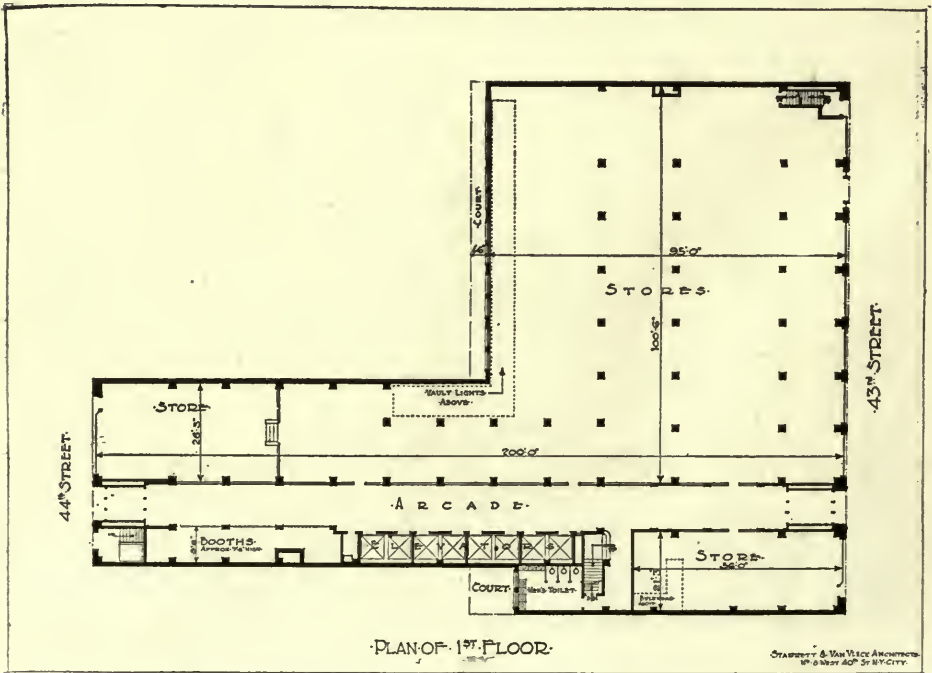 COURT
95'-0"
STORES
100'-6"
43RD STREET
VAULT LIGHTS
ABOVE
STORE
26'-5"
44TH STREET
200'-0"
ARCADE
BOOTHS
ELEVATORS
STORE
56'-0"
21'-5"
COURT
MEN'S TOILET
PLAN OF 1ST FLOOR
STARRETT & VAN VLECK ARCHITECTS
No 8 WEST 40TH ST N.Y. CITY